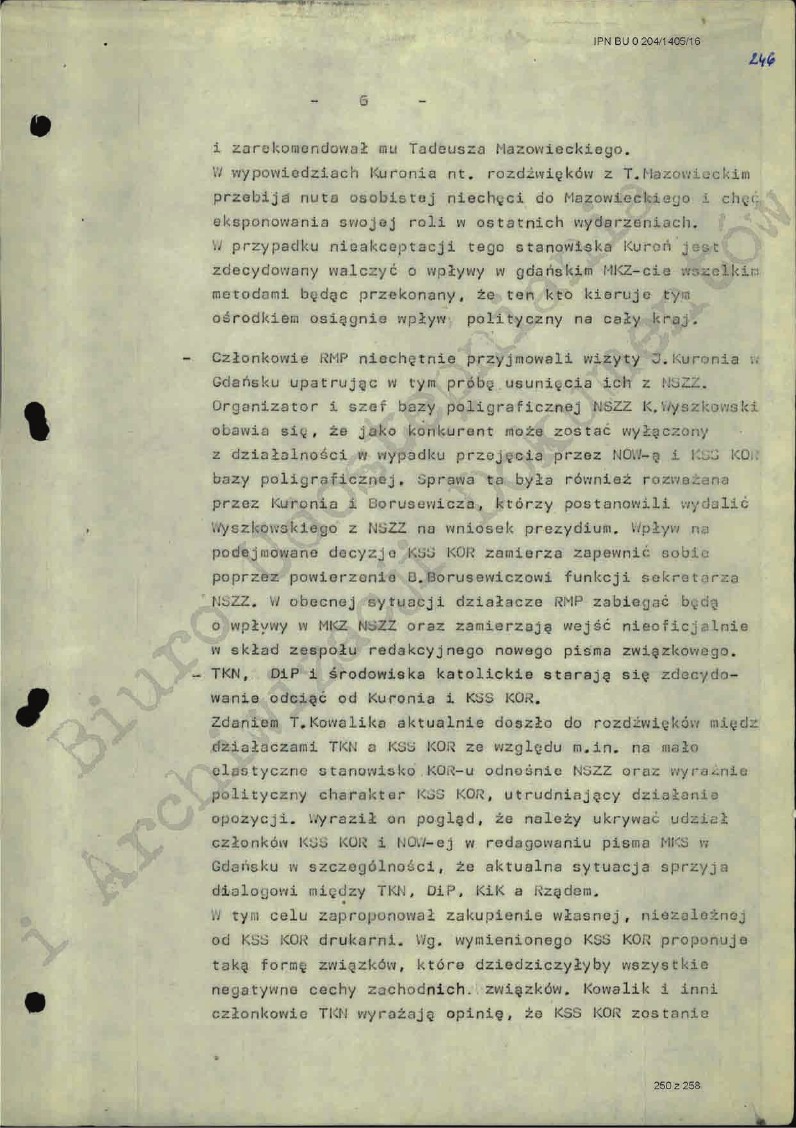 IPN BU 0 204/1405/16
246
- 6 -
i zarekomendował mu Tadeusza Mazowieckiego.
W wypowiedziach Kuronia nt. rozdźwięków z T.Mazowieckim
przebija nuta osobistej niechęci do Mazowieckiego i chęć
eksponowania swojej roli w ostatnich wydarzeniach.
W przypadku nieakceptacji tego stanowiska Kuroń jest
zdecydowany walczyć o wpływy w gdańskim MKZ-cie wszelkim
metodami będąc przekonany, że ten kto kieruje tym
ośrodkiem osiągnie wpływ polityczny na cały kraj.
- Członkowie RMP niechętnie przyjmowali wizyty J.Kuronia w
Gdańsku upatrując w tym próbę usunięcia ich z NSZZ.
Organizator i szef bazy poligraficznej NSZZ K.Wyszkowski
obawia się, że jako konkurent może zostać wyłączony
z działalności w wypadku przejęcia przez NOW-ą i KSS KOR
bazy poligraficznej. Sprawa ta była również rozważana
przez Kuronia i Borusewicza, którzy postanowili wydalić
Wyszkowskiego z NSZZ na wniosek prezydium. Wpływ na
podejmowane decyzje KSS KOR zamierza zapewnić sobie
poprzez powierzenie B.Borusewiczowi funkcji sekretarza
NSZZ. W obecnej sytuacji działacze RMP zabiegać będą
o wpływy w MKZ NSZZ oraz zamierzają wejść nieoficjalnie
w skład zespołu redakcyjnego nowego pisma związkowego.
- TKN, DiP i środowiska katolickie starają się zdecydo-
wanie odciąć od Kuronia i KSS KOR.
Zdaniem T.Kowalika aktualnie doszło do rozdźwięków międz
działaczami TKN a KSS KOR ze względu m.in. na mało
elastyczne stanowisko KOR-u odnośnie NSZZ oraz wyraźnie
polityczny charakter KSS KOR, utrudniający działanie
opozycji. Wyraził on pogląd, że należy ukrywać udział
członków KSS KOR i NOW-ej w redagowaniu pisma MKS w
Gdańsku w szczególności, że aktualna sytuacja sprzyja
dialogowi między TKN, DiP, KiK a Rządem.
W tym celu zaproponował zakupienie własnej, niezależnej
od KSS KOR drukarni. Wg. wymienionego KSS KOR proponuje
taką formę związków, które dziedziczyłyby wszystkie
negatywne cechy zachodnich. związków. Kowalik i inni
członkowie TKN wyrażają opinię, że KSS KOR zostanie
250 z 258